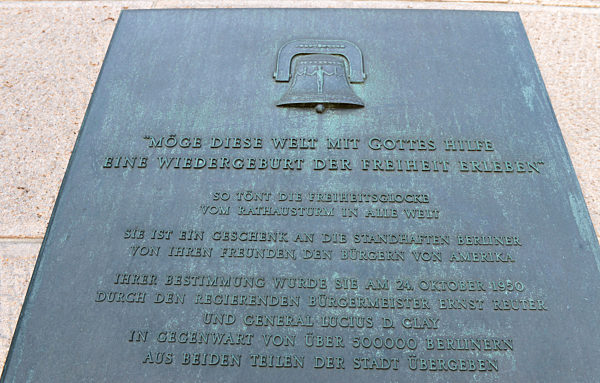 "MÖGE DIESE WELT MIT GOTTES HILFE
EINE WIEDERGEBURT DER FREIHEIT ERLEBEN"
SO TÖNT DIE FREIHEITSGLOCKE
VOM RATHAUSTURM IN ALLE WELT
SIE IST EIN GESCHENK AN DIE STANDHAFTEN BERLINER
VON IHREN FREUNDEN, DEN BÜRGERN VON AMERIKA
IHRER BESTIMMUNG WURDE SIE AM 24. OKTOBER 1950
DURCH DEN REGIERENDEN BÜRGERMEISTER ERNST REUTER
UND GENERAL LUCIUS D. CLAY
IN GEGENWART VON ÜBER 500000 BERLINERN
AUS BEIDEN TEILEN DER STADT ÜBERGEBEN